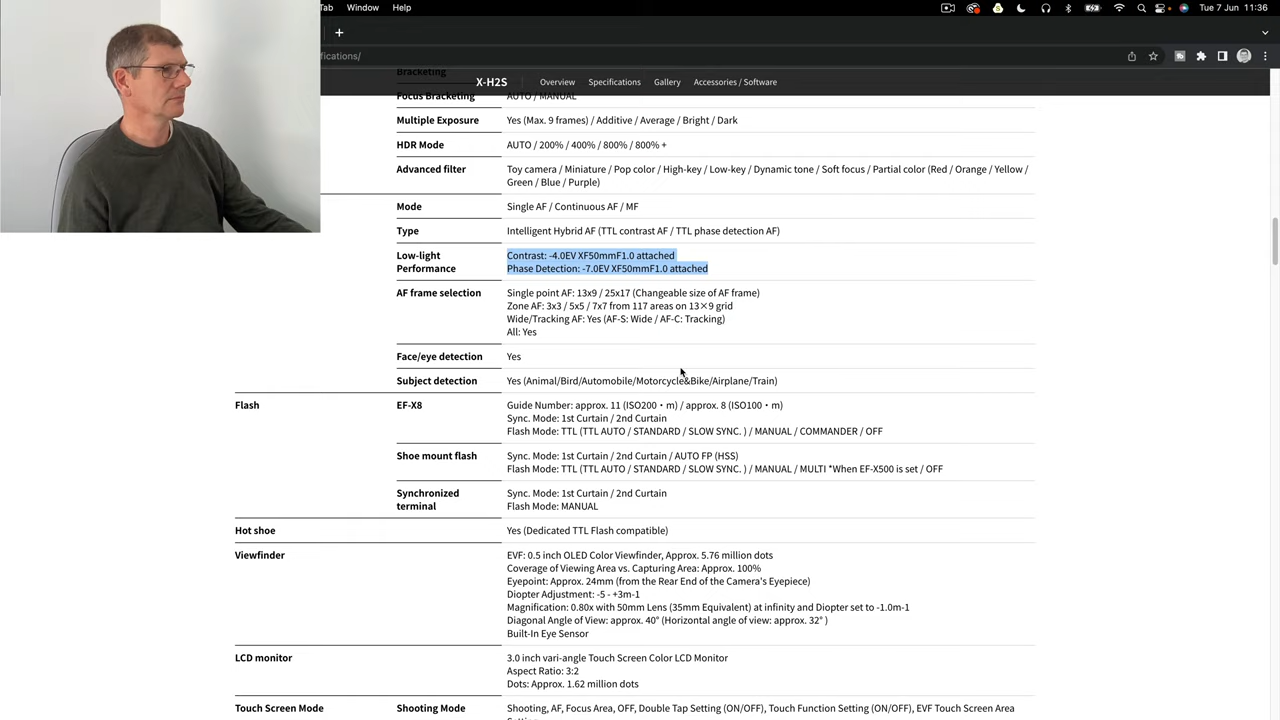 Tab Window Help
Tue 7 Jun 11:36
fications/
X-H2S Overview Specifications Gallery Accessories / Software
Bracketing
Focus Bracketing AUTO / MANUAL
Multiple Exposure Yes (Max. 9 frames) / Additive / Average / Bright / Dark
HDR Mode AUTO / 200% / 400% / 800% / 800% +
Advanced filter Toy camera / Miniature / Pop color / High-key / Low-key / Dynamic tone / Soft focus / Partial color (Red / Orange / Yellow /
Green / Blue / Purple)
Mode Single AF / Continuous AF / MF
Type Intelligent Hybrid AF (TTL contrast AF / TTL phase detection AF)
Low-light Contrast: -4.0EV XF50mmF1.0 attached
Performance Phase Detection: -7.0EV XF50mmF1.0 attached
AF frame selection Single point AF: 13x9 / 25x17 (Changeable size of AF frame)
Zone AF: 3x3 / 5x5 / 7x7 from 117 areas on 13×9 grid
Wide/Tracking AF: Yes (AF-S: Wide / AF-C: Tracking)
All: Yes
Face/eye detection Yes
Subject detection Yes (Animal/Bird/Automobile/Motorcycle&Bike/Airplane/Train)
Flash EF-X8 Guide Number: approx. 11 (ISO200・m) / approx. 8 (ISO100・m)
Sync. Mode: 1st Curtain / 2nd Curtain
Flash Mode: TTL (TTL AUTO / STANDARD / SLOW SYNC. ) / MANUAL / COMMANDER / OFF
Shoe mount flash Sync. Mode: 1st Curtain / 2nd Curtain / AUTO FP (HSS)
Flash Mode: TTL (TTL AUTO / STANDARD / SLOW SYNC. ) / MANUAL / MULTI *When EF-X500 is set / OFF
Synchronized Sync. Mode: 1st Curtain / 2nd Curtain
terminal Flash Mode: MANUAL
Hot shoe Yes (Dedicated TTL Flash compatible)
Viewfinder EVF: 0.5 inch OLED Color Viewfinder, Approx. 5.76 million dots
Coverage of Viewing Area vs. Capturing Area: Approx. 100%
Eyepoint: Approx. 24mm (from the Rear End of the Camera's Eyepiece)
Diopter Adjustment: -5 - +3m-1
Magnification: 0.80x with 50mm Lens (35mm Equivalent) at infinity and Diopter set to -1.0m-1
Diagonal Angle of View: approx. 40° (Horizontal angle of view: approx. 32° )
Built-In Eye Sensor
LCD monitor 3.0 inch vari-angle Touch Screen Color LCD Monitor
Aspect Ratio: 3:2
Dots: Approx. 1.62 million dots
Touch Screen Mode Shooting Mode Shooting, AF, Focus Area, OFF, Double Tap Setting (ON/OFF), Touch Function Setting (ON/OFF), EVF Touch Screen Area